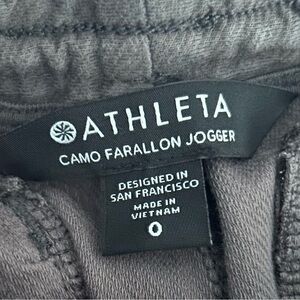 ATHLETA
CAMO FARALLON JOGGER
DESIGNED IN
SAN FRANCISCO
MADE IN
VIETNAM
0